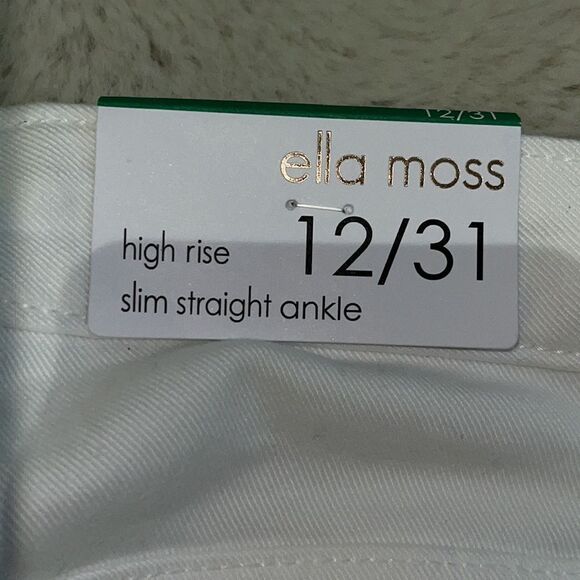 12/31
ella moss
high rise 12/31
slim straight ankle